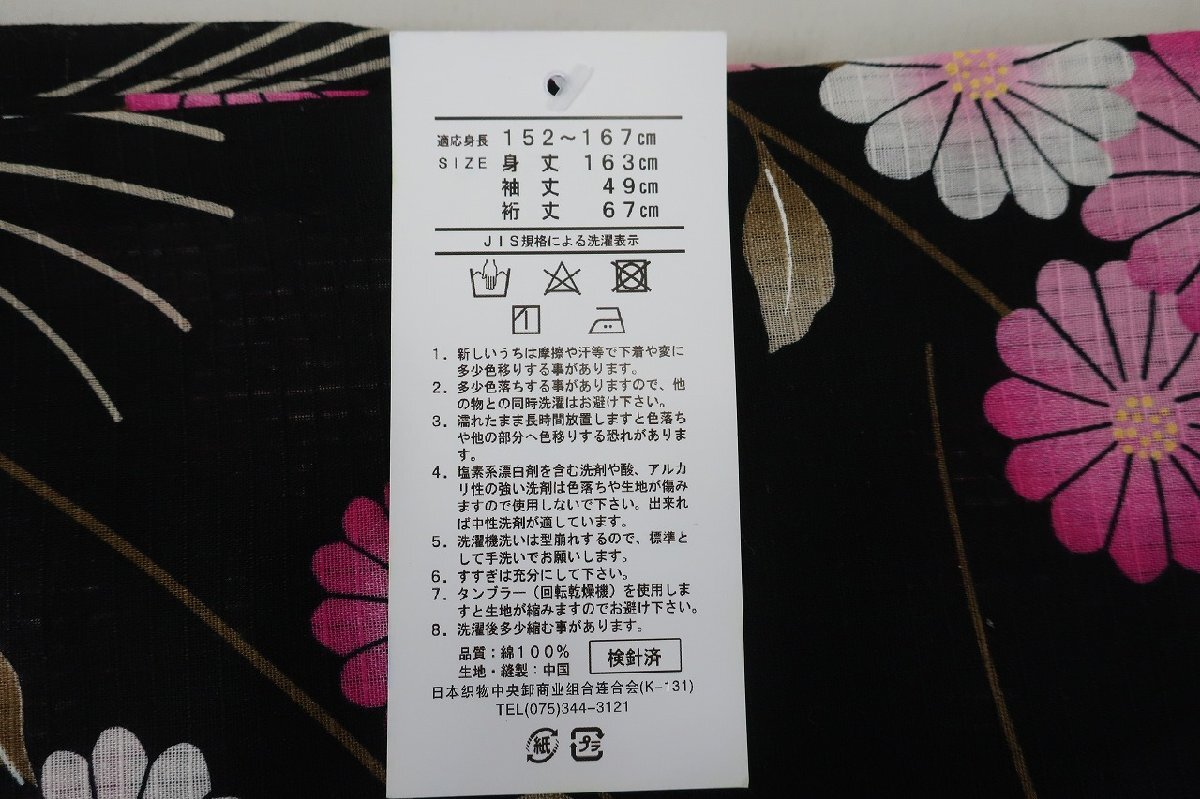 適応身長 152～167cm
SIZE 身丈 163cm
袖丈 49cm
裄丈 67cm
JIS規格による洗濯表示
1. 新しいうちは摩擦や汗等で下着や変に
多少色移りする事があります。
2. 多少色落ちする事がありますので、他
の物との同時洗濯はお避け下さい。
3. 濡れたまま長時間放置しますと色落ち
や他の部分へ色移りする恐れがありま
す。
4. 塩素系漂白剤を含む洗剤や酸、アルカ
リ性の強い洗剤は色落ちや生地が傷み
ますので使用しないで下さい。出来れ
ば中性洗剤が適しています。
5. 洗濯機洗いは型崩れするので、標準と
して手洗いでお願いします。
6. すすぎは充分にして下さい。
7. タンブラー（回転乾燥機）を使用しま
すと生地が縮みますのでお避け下さい。
8. 洗濯後多少縮む事があります。
品質：綿100%
生地・縫製：中国
検針済
日本织物中央卸商业组合连合会(K-131)
TEL(075)344-3121
紙 プラ